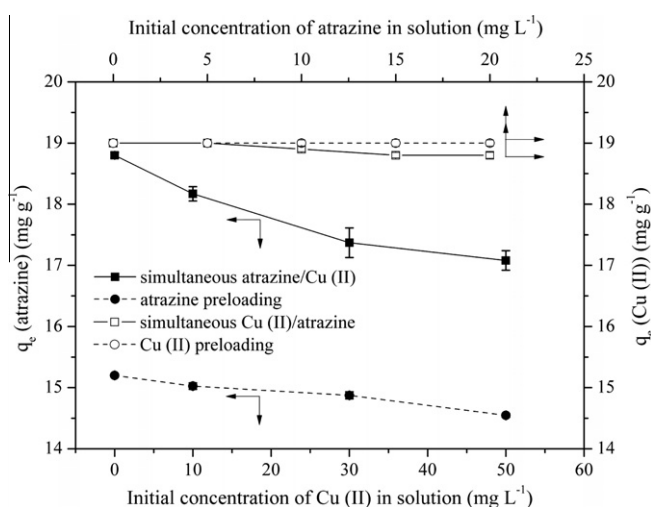 Initial concentration of atrazine in solution (mg L⁻¹)
0 5 10 15 20 25
20 20
19 19
18 18
17 17
16 16
15 15
14 14
qₑ (atrazine) (mg g⁻¹)
qₑ (Cu (II)) (mg g⁻¹)
simultaneous atrazine/Cu (II)
atrazine preloading
simultaneous Cu (II)/atrazine
Cu (II) preloading
0 10 20 30 40 50 60
Initial concentration of Cu (II) in solution (mg L⁻¹)